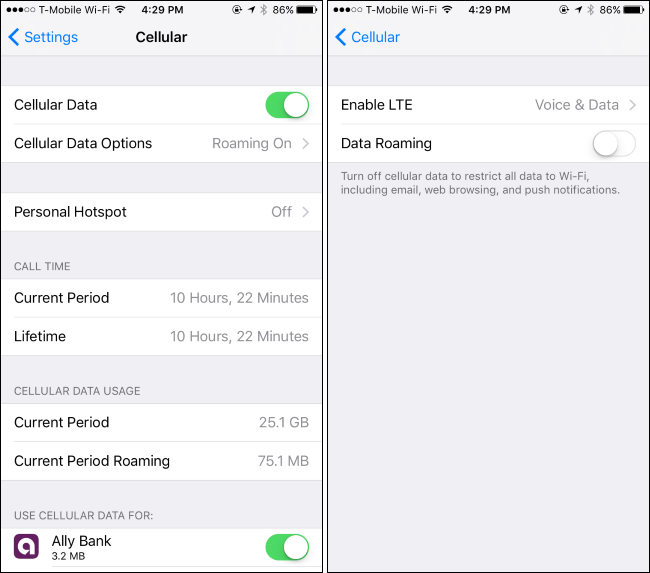 T-Mobile Wi-Fi 4:29 PM 86%
Settings Cellular
Cellular Data
Cellular Data Options Roaming On
Personal Hotspot Off
CALL TIME
Current Period 10 Hours, 22 Minutes
Lifetime 10 Hours, 22 Minutes
CELLULAR DATA USAGE
Current Period 25.1 GB
Current Period Roaming 75.1 MB
USE CELLULAR DATA FOR:
Ally Bank
3.2 MB
T-Mobile Wi-Fi 4:29 PM 86%
Cellular
Enable LTE Voice & Data
Data Roaming
Turn off cellular data to restrict all data to Wi-Fi,
including email, web browsing, and push notifications.